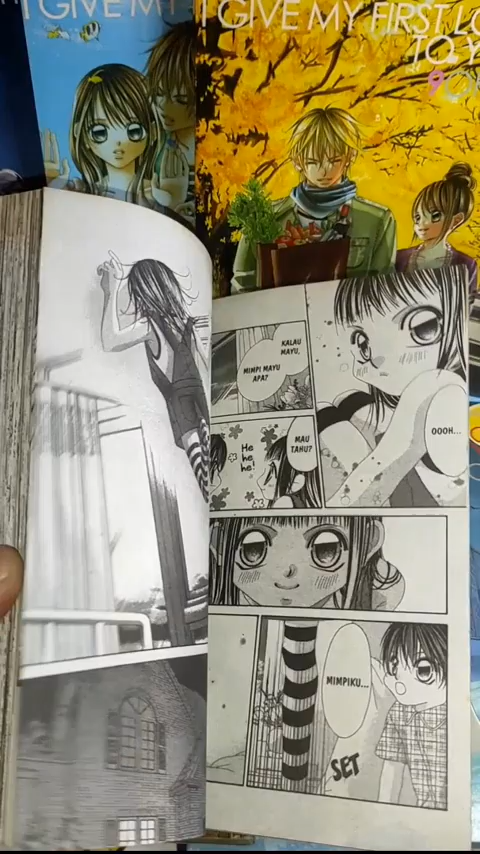 I GIVE MY
I GIVE MY FIRST LO
TO Y
KALAU
MAYU,
MIMPI MAYU
APA?
OOOH...
He
he
he!
MAU
TAHU?
MIMPIKU...
SET